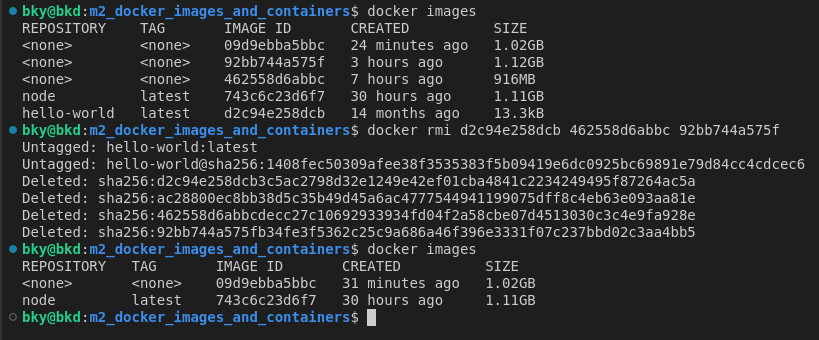 bky@bkd:m2_docker_images_and_containers$ docker images
REPOSITORY    TAG       IMAGE ID       CREATED          SIZE
<none>        <none>    09d9ebba5bbc   24 minutes ago   1.02GB
<none>        <none>    92bb744a575f   3 hours ago      1.12GB
<none>        <none>    462558d6abbc   7 hours ago      916MB
node          latest    743c6c23d6f7   30 hours ago     1.11GB
hello-world   latest    d2c94e258dcb   14 months ago    13.3kB
bky@bkd:m2_docker_images_and_containers$ docker rmi d2c94e258dcb 462558d6abbc 92bb744a575f
Untagged: hello-world:latest
Untagged: hello-world@sha256:1408fec50309afee38f3535383f5b09419e6dc0925bc69891e79d84cc4cdcec6
Deleted: sha256:d2c94e258dcb3c5ac2798d32e1249e42ef01cba4841c2234249495f87264ac5a
Deleted: sha256:ac28800ec8bb38d5c35b49d45a6ac4777544941199075dff8c4eb63e093aa81e
Deleted: sha256:462558d6abbcdecc27c10692933934fd04f2a58cbe07d4513030c3c4e9fa928e
Deleted: sha256:92bb744a575fb34fe3f5362c25c9a686a46f396e3331f07c237bbd02c3aa4bb5
bky@bkd:m2_docker_images_and_containers$ docker images
REPOSITORY   TAG       IMAGE ID       CREATED          SIZE
<none>       <none>    09d9ebba5bbc   31 minutes ago   1.02GB
node         latest    743c6c23d6f7   30 hours ago     1.11GB
bky@bkd:m2_docker_images_and_containers$